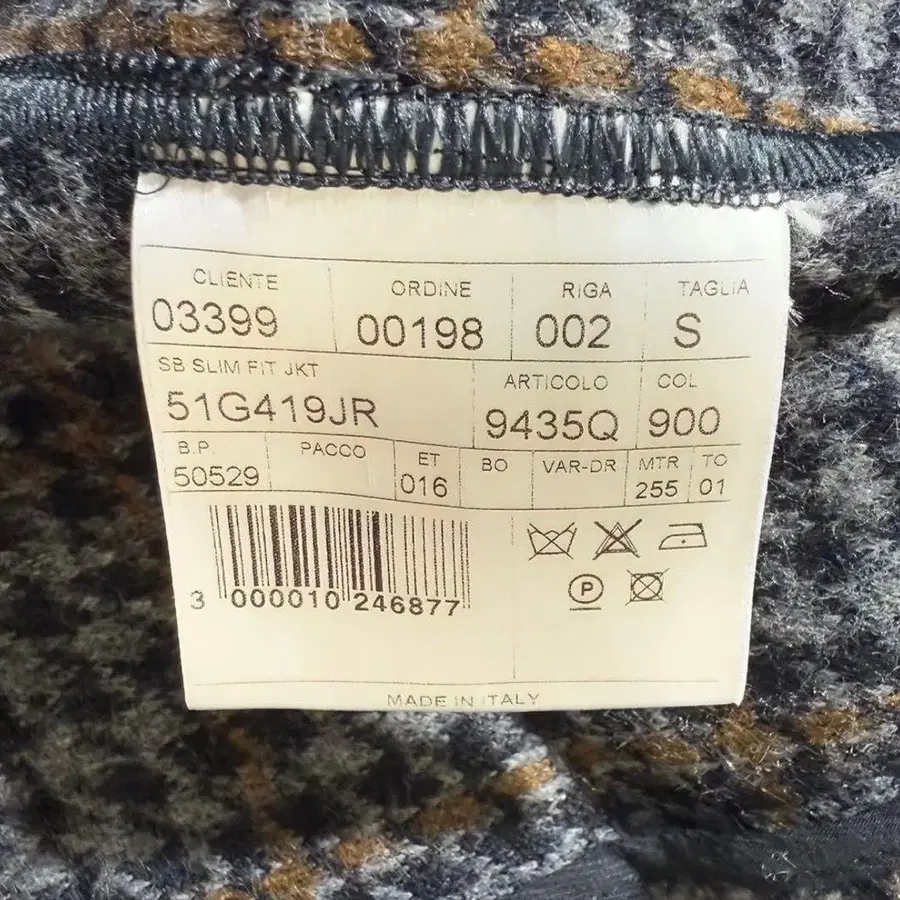 CLIENTE ORDINE RIGA TAGLIA
03399 00198 002 S
SB SLIM FIT JKT ARTICOLO COL
51G419JR 9435Q 900
B.P. PACCO ET BO VAR-DR MTR TC
50529 016 255 01
3 000010 246877
P
MADE IN ITALY